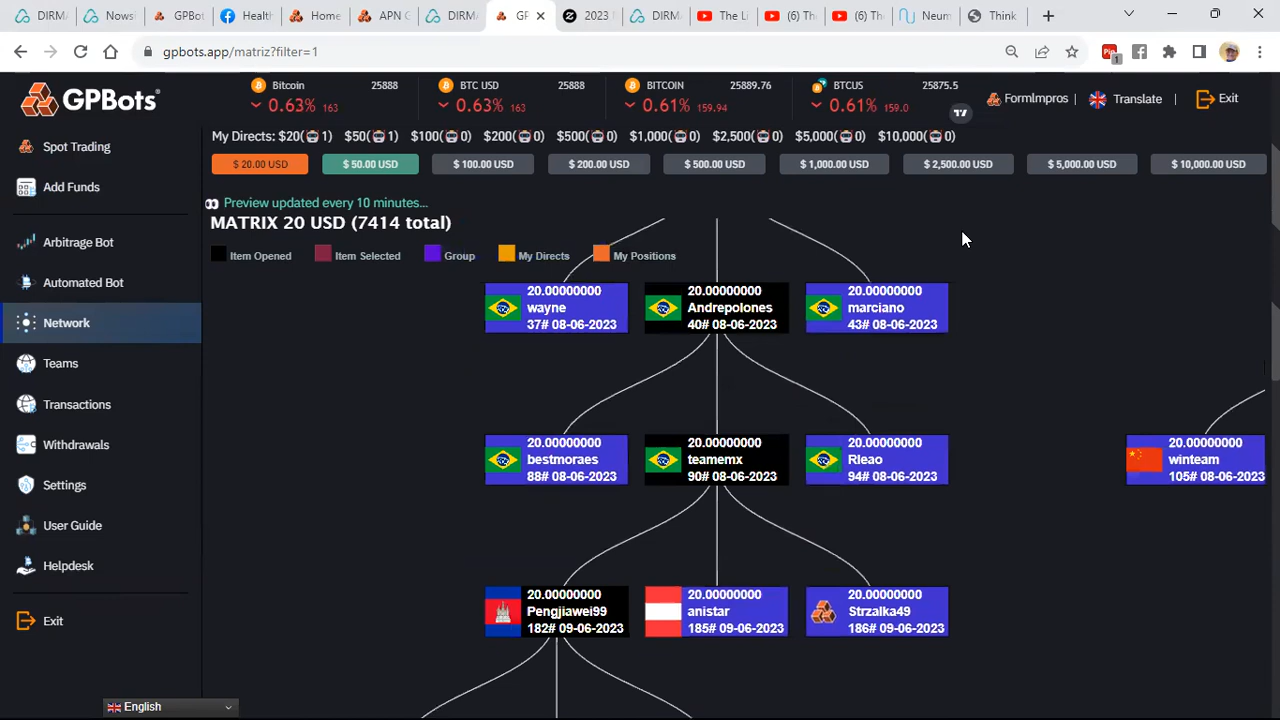 DIRM
Nowsi
GPBot
Health
Home
APN G
DIRMA
GP
2023 F
DIRM
The Li
(6) Th
(6) Th
Neum
Think
gpbots.app/matriz?filter=1
GPBots
Bitcoin 25888
0.63% 163
BTC USD 25888
0.63% 163
BITCOIN 25889.76
0.61% 159.94
BTCUS 25875.5
0.61% 159.0
FormImpros | Translate | Exit
My Directs: $20( 1) $50( 1) $100( 0) $200( 0) $500( 0) $1,000( 0) $2,500( 0) $5,000( 0) $10,000( 0)
$ 20.00 USD $ 50.00 USD $ 100.00 USD $ 200.00 USD $ 500.00 USD $ 1,000.00 USD $ 2,500.00 USD $ 5,000.00 USD $ 10,000.00 USD
Spot Trading
Add Funds
Arbitrage Bot
Automated Bot
Network
Teams
Transactions
Withdrawals
Settings
User Guide
Helpdesk
Exit
English
Preview updated every 10 minutes...
MATRIX 20 USD (7414 total)
Item Opened Item Selected Group My Directs My Positions
20.00000000
wayne
37# 08-06-2023
20.00000000
Andrepolones
40# 08-06-2023
20.00000000
marciano
43# 08-06-2023
20.00000000
bestmoraes
88# 08-06-2023
20.00000000
teamemx
90# 08-06-2023
20.00000000
Rleao
94# 08-06-2023
20.00000000
winteam
105# 08-06-2023
20.00000000
Pengjiawei99
182# 09-06-2023
20.00000000
anistar
185# 09-06-2023
20.00000000
Strzalka49
186# 09-06-2023